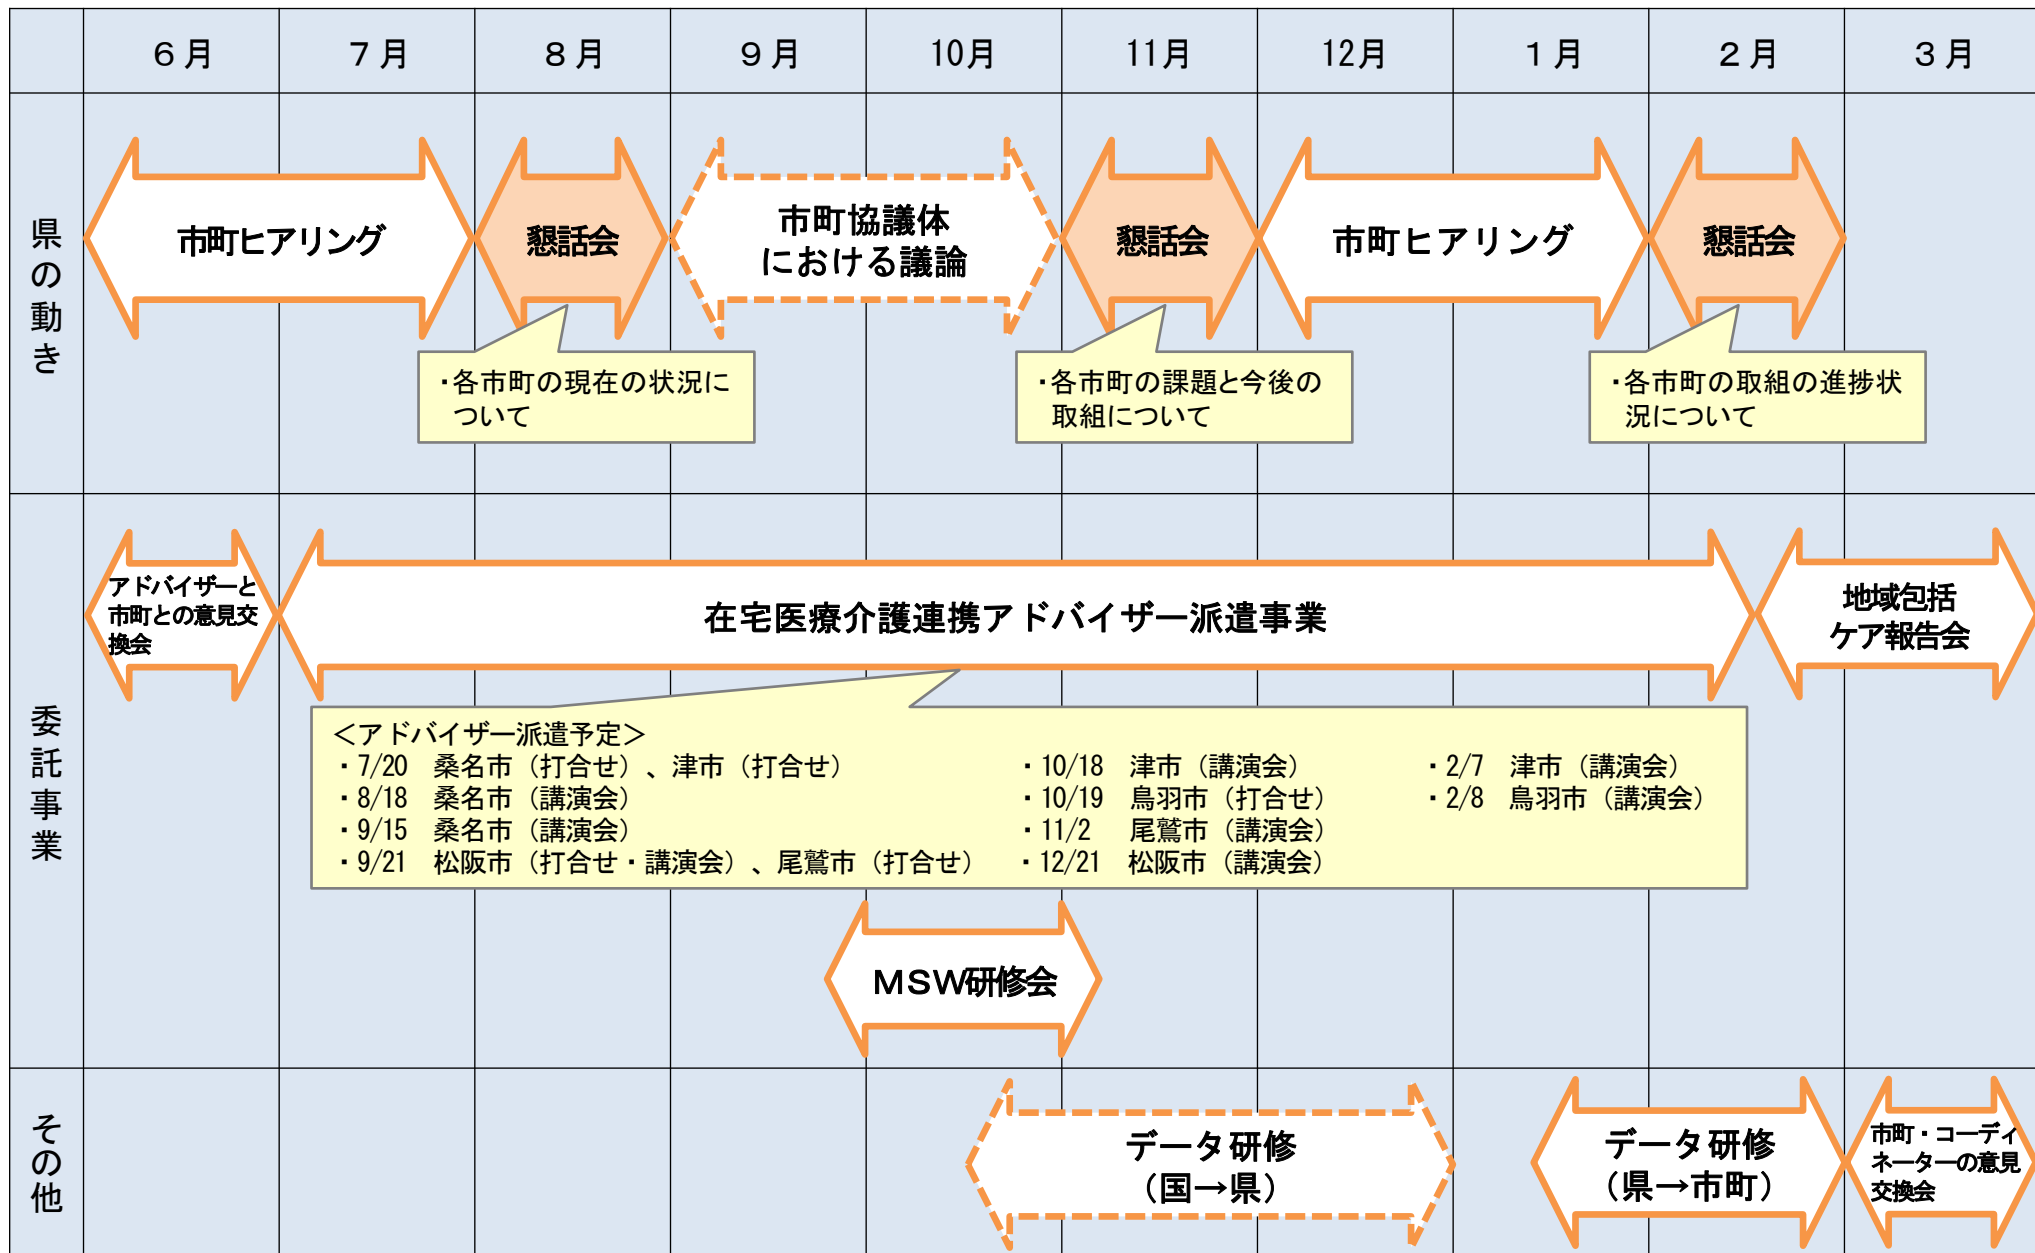 ６月 ７月 ８月 ９月 10月 11月 12月 １月 ２月 ３月
県の動き
市町ヒアリング
懇話会
市町協議体
における議論
懇話会
市町ヒアリング
懇話会
・各市町の現在の状況に
ついて
・各市町の課題と今後の
取組について
・各市町の取組の進捗状
況について
委託事業
アドバイザーと
市町との意見交
換会
在宅医療介護連携アドバイザー派遣事業
地域包括
ケア報告会
＜アドバイザー派遣予定＞
・7/20 桑名市（打合せ）、津市（打合せ）
・8/18 桑名市（講演会）
・9/15 桑名市（講演会）
・9/21 松阪市（打合せ・講演会）、尾鷲市（打合せ）
・10/18 津市（講演会）
・10/19 鳥羽市（打合せ）
・11/2 尾鷲市（講演会）
・12/21 松阪市（講演会）
・2/7 津市（講演会）
・2/8 鳥羽市（講演会）
ＭＳＷ研修会
その他
データ研修
（国→県）
データ研修
（県→市町）
市町・コーディ
ネーターの意見
交換会